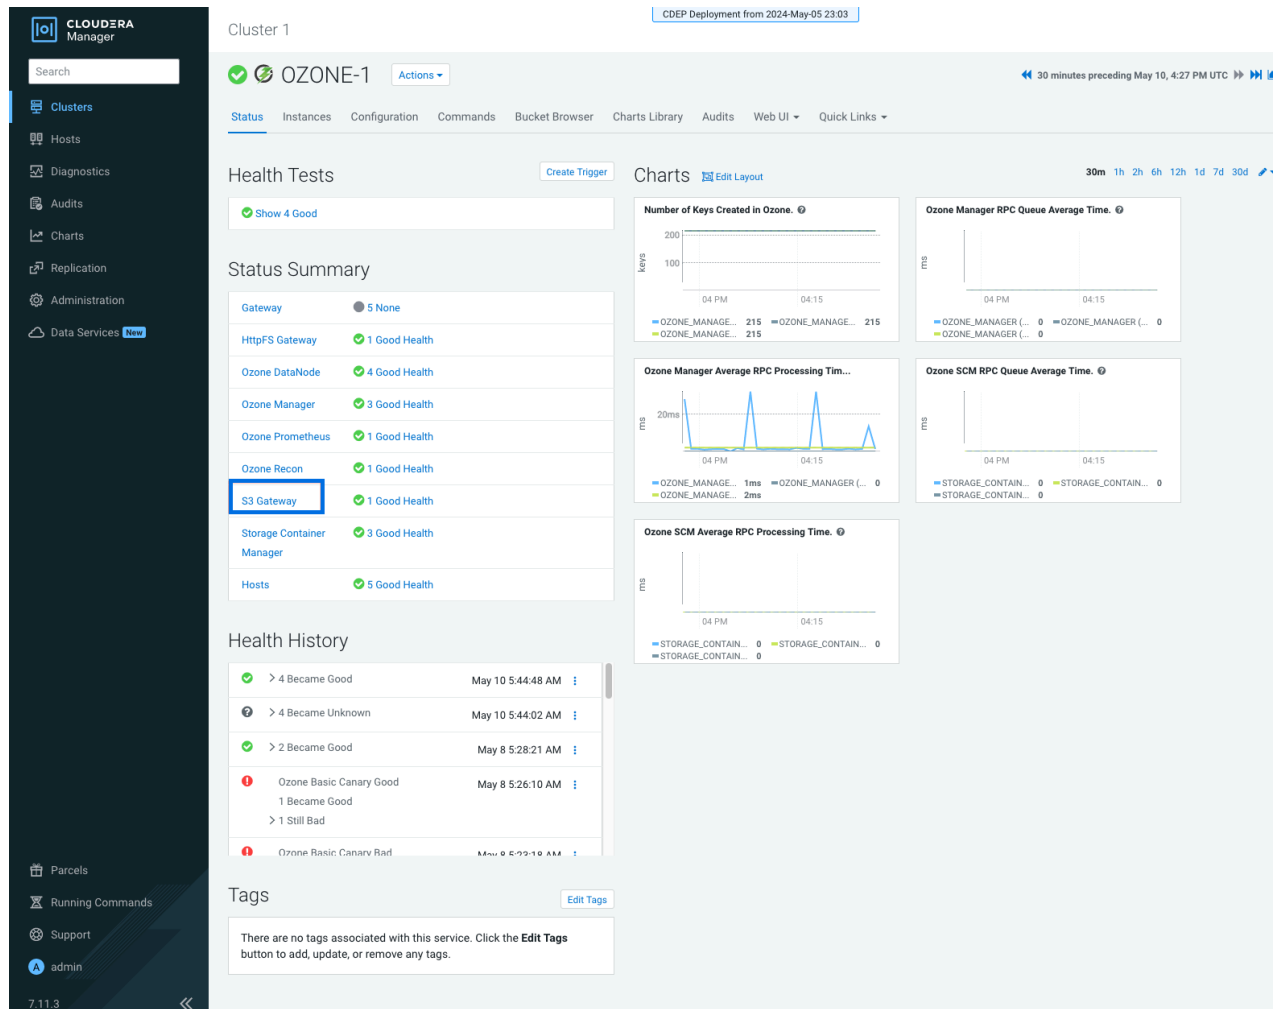 CLOUDERA
Manager
Search
Clusters
Hosts
Diagnostics
Audits
Charts
Replication
Administration
Data Services New
Parcels
Running Commands
Support
A admin
7.11.3
CDEP Deployment from 2024-May-05 23:03
Cluster 1
OZONE-1 Actions
30 minutes preceding May 10, 4:27 PM UTC
Status Instances Configuration Commands Bucket Browser Charts Library Audits Web UI Quick Links
Health Tests Create Trigger
Show 4 Good
Status Summary
Gateway 5 None
HttpFS Gateway 1 Good Health
Ozone DataNode 4 Good Health
Ozone Manager 3 Good Health
Ozone Prometheus 1 Good Health
Ozone Recon 1 Good Health
S3 Gateway 1 Good Health
Storage Container 3 Good Health
Manager
Hosts 5 Good Health
Health History
4 Became Good May 10 5:44:48 AM
4 Became Unknown May 10 5:44:02 AM
2 Became Good May 8 5:28:21 AM
Ozone Basic Canary Good May 8 5:26:10 AM
1 Became Good
1 Still Bad
Ozone Basic Canary Bad May 8 5:23:18 AM
Tags Edit Tags
There are no tags associated with this service. Click the Edit Tags
button to add, update, or remove any tags.
Charts Edit Layout
30m 1h 2h 6h 12h 1d 7d 30d
Number of Keys Created in Ozone.
200
100
keys
04 PM 04:15
OZONE_MANAGE... 215 OZONE_MANAGE... 215
OZONE_MANAGE... 215
Ozone Manager RPC Queue Average Time.
ms
04 PM 04:15
OZONE_MANAGER (... 0 OZONE_MANAGER (... 0
OZONE_MANAGER (... 0
Ozone Manager Average RPC Processing Tim...
20ms
ms
04 PM 04:15
OZONE_MANAGE... 1ms OZONE_MANAGER (... 0
OZONE_MANAGE... 2ms
Ozone SCM RPC Queue Average Time.
ms
04 PM 04:15
STORAGE_CONTAIN... 0 STORAGE_CONTAIN... 0
STORAGE_CONTAIN... 0
Ozone SCM Average RPC Processing Time.
ms
04 PM 04:15
STORAGE_CONTAIN... 0 STORAGE_CONTAIN... 0
STORAGE_CONTAIN... 0